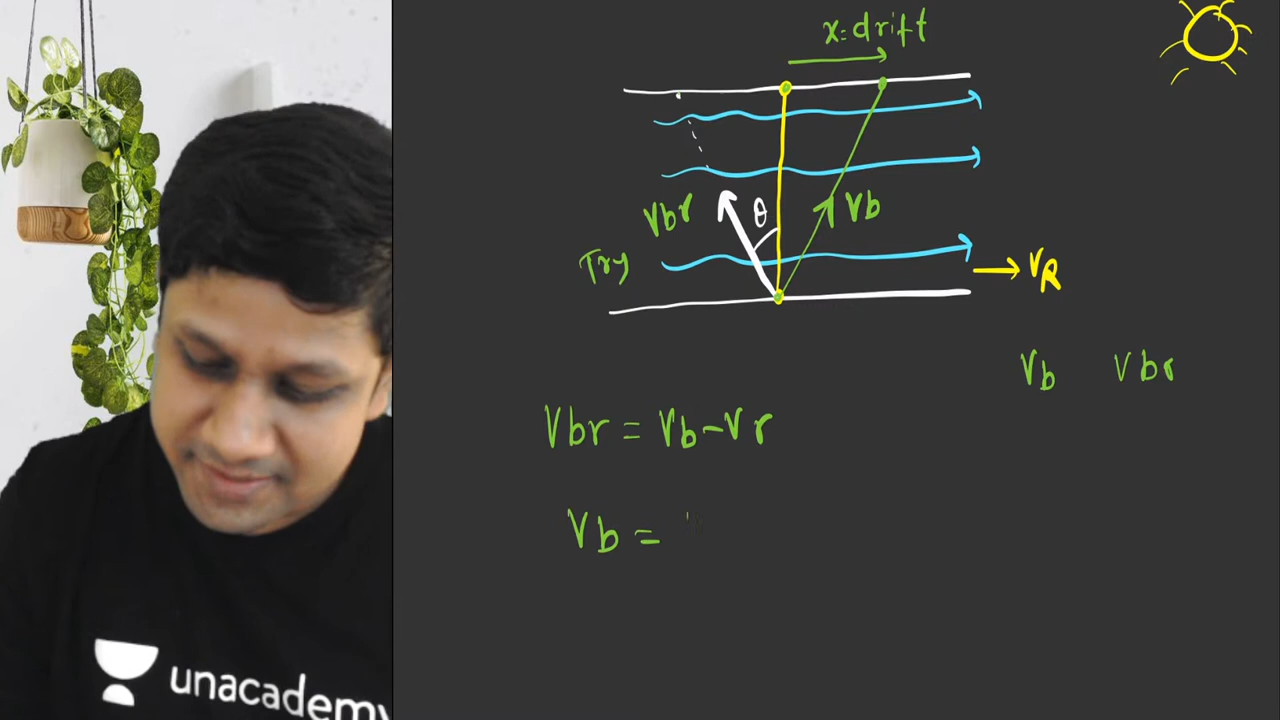 x=drift
Vbr
θ
Vb
Try
VR
Vb Vbr
Vbr = Vb-Vr
Vb =
unacademy